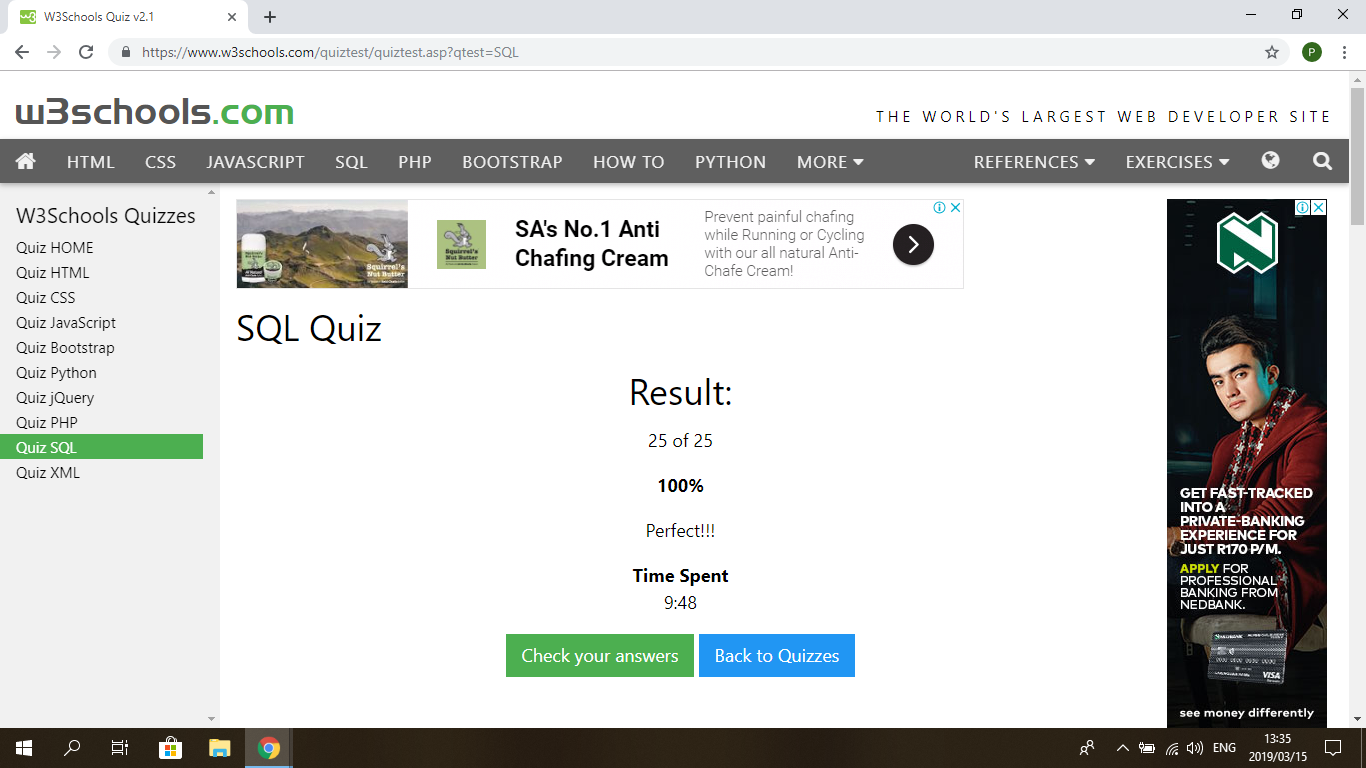 W3Schools Quiz v2.1
https://www.w3schools.com/quiztest/quiztest.asp?qtest=SQL
P
w3schools.com
THE WORLD'S LARGEST WEB DEVELOPER SITE
HTML CSS JAVASCRIPT SQL PHP BOOTSTRAP HOW TO PYTHON MORE REFERENCES EXERCISES
W3Schools Quizzes
Quiz HOME
Quiz HTML
Quiz CSS
Quiz JavaScript
Quiz Bootstrap
Quiz Python
Quiz jQuery
Quiz PHP
Quiz SQL
Quiz XML
Squirrel's
Nut Butter
SA's No.1 Anti
Chafing Cream
Prevent painful chafing
while Running or Cycling
with our all natural Anti-
Chafe Cream!
SQL Quiz
Result:
25 of 25
100%
Perfect!!!
Time Spent
9:48
Check your answers
Back to Quizzes
GET FAST-TRACKED
INTO A
PRIVATE-BANKING
EXPERIENCE FOR
JUST R170 P/M.
APPLY FOR
PROFESSIONAL
BANKING FROM
NEDBANK.
VISA
see money differently
ENG
13:35
2019/03/15